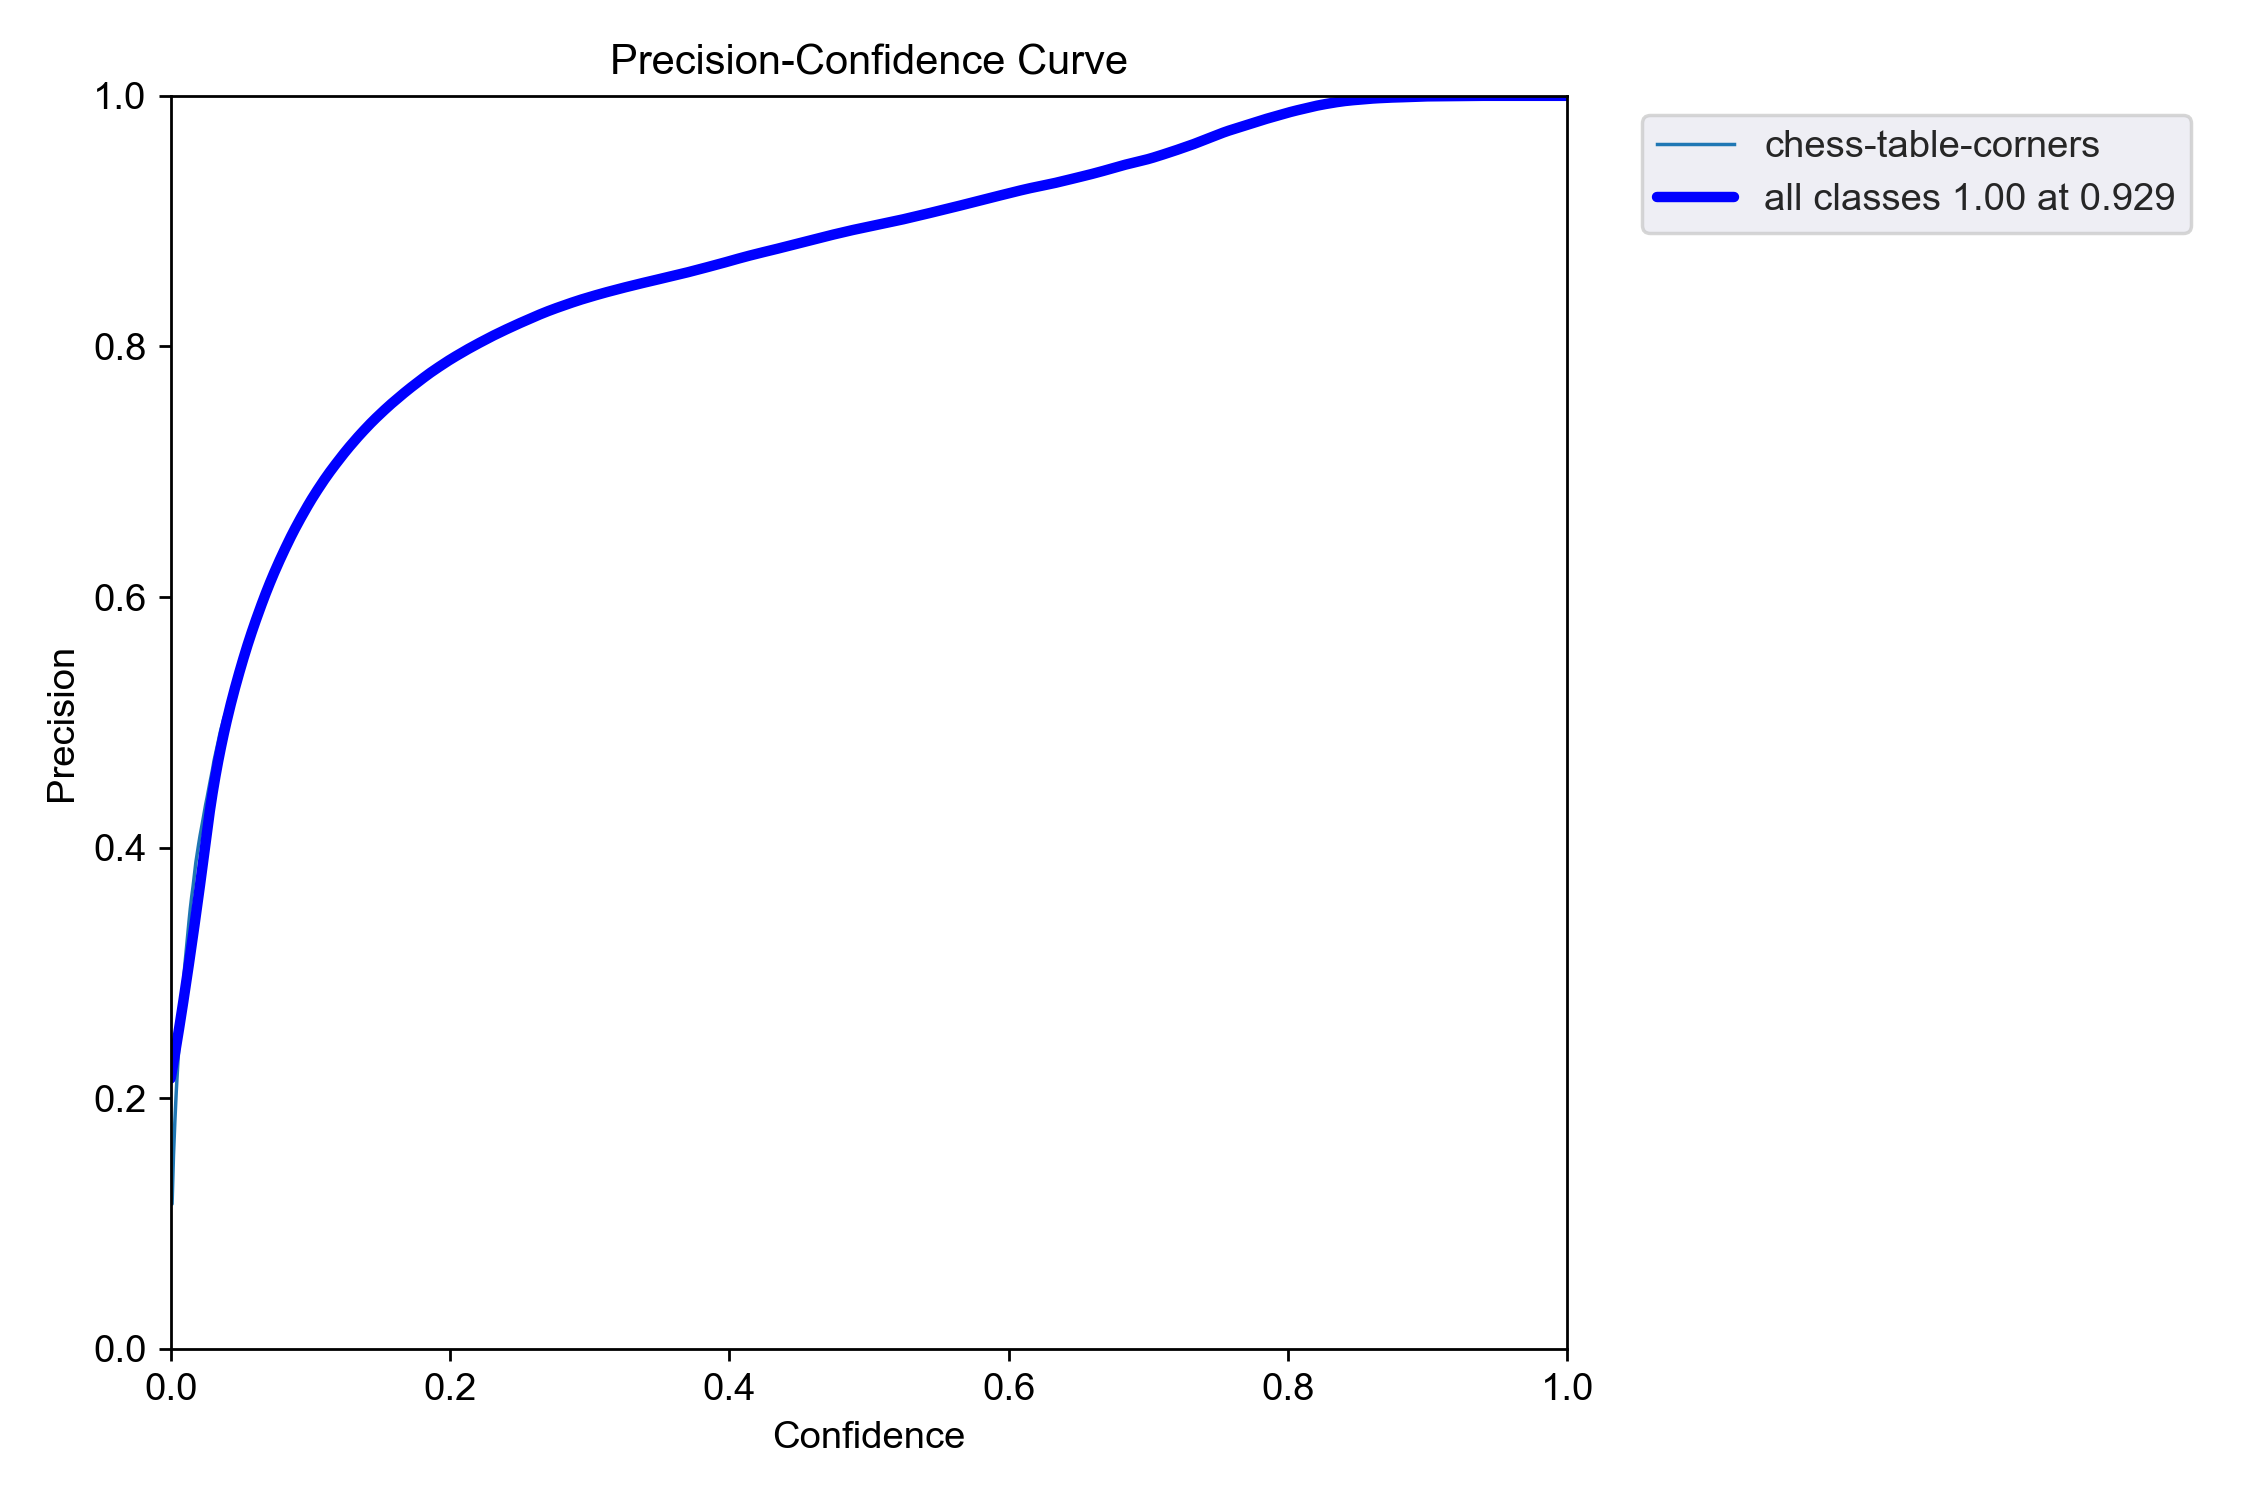 Precision-Confidence Curve
1.0
0.8
0.6
0.4
0.2
0.0
Precision
0.0 0.2 0.4 0.6 0.8 1.0
Confidence
chess-table-corners
all classes 1.00 at 0.929